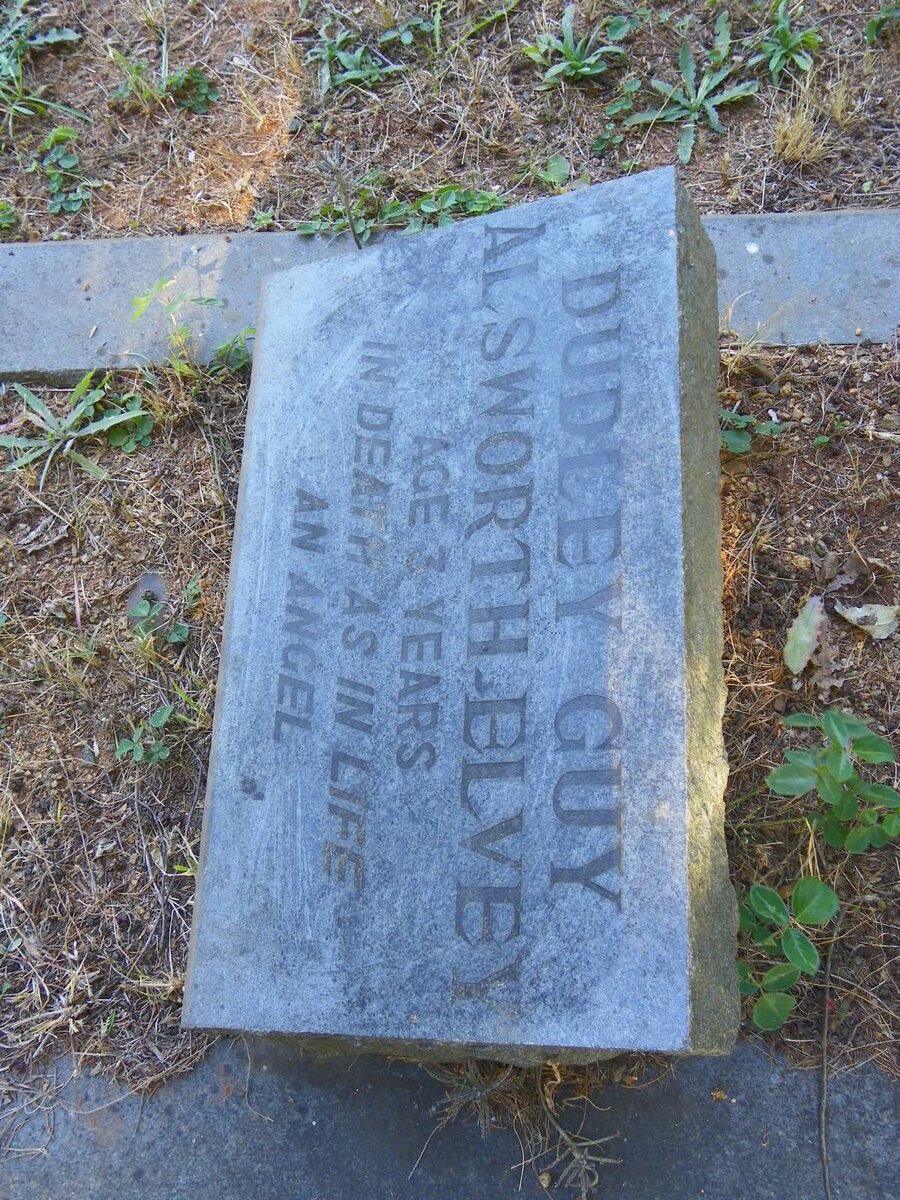 DUDLEY GUY
ALSWORTH-ELVEY
AGE 3 YEARS
IN DEATH AS IN LIFE
AN ANGEL